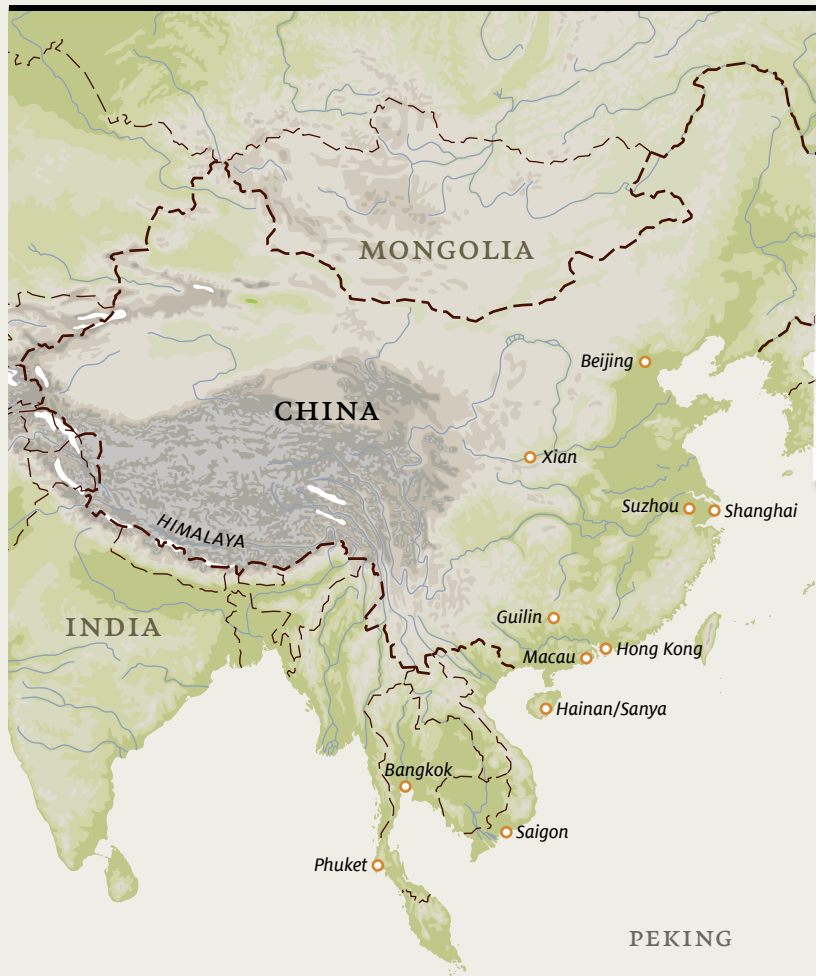 MONGOLIA
Beijing
CHINA
Xian
Suzhou
Shanghai
HIMALAYA
Guilin
INDIA
Hong Kong
Macau
Hainan/Sanya
Bangkok
Saigon
Phuket
PEKING